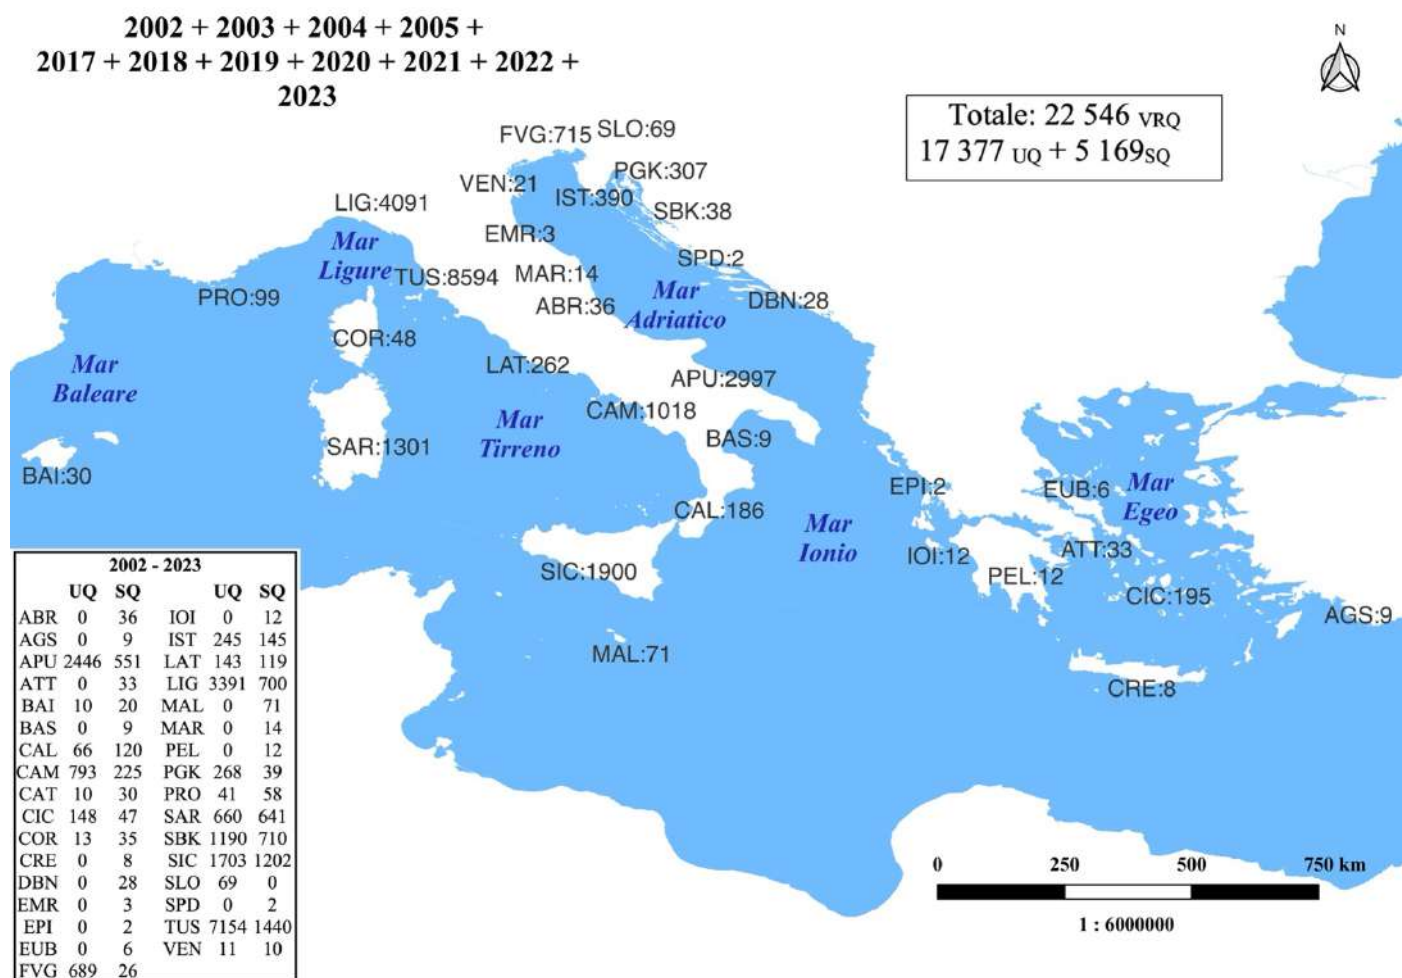 2002 + 2003 + 2004 + 2005 +
2017 + 2018 + 2019 + 2020 + 2021 + 2022 +
2023
N
Totale: 22 546 VRQ
17 377 UQ + 5 169SQ
FVG:715
SLO:69
PGK:307
VEN:21
IST:390
SBK:38
LIG:4091
EMR:3
Mar
Ligure
SPD:2
TUS:8594
MAR:14
PRO:99
ABR:36
Mar
Adriatico
DBN:28
COR:48
LAT:262
Mar
Baleare
APU:2997
CAM:1018
Mar
Tirreno
BAS:9
SAR:1301
BAI:30
EPI:2
EUB:6
Mar
Egeo
CAL:186
Mar
Ionio
IOI:12
ATT:33
SIC:1900
PEL:12
CIC:195
AGS:9
MAL:71
CRE:8
2002 - 2023
UQ SQ UQ SQ
ABR 0 36 IOI 0 12
AGS 0 9 IST 245 145
APU 2446 551 LAT 143 119
ATT 0 33 LIG 3391 700
BAI 10 20 MAL 0 71
BAS 0 9 MAR 0 14
CAL 66 120 PEL 0 12
CAM 793 225 PGK 268 39
CAT 10 30 PRO 41 58
CIC 148 47 SAR 660 641
COR 13 35 SBK 1190 710
CRE 0 8 SIC 1703 1202
DBN 0 28 SLO 69 0
EMR 0 3 SPD 0 2
EPI 0 2 TUS 7154 1440
EUB 0 6 VEN 11 10
FVG 689 26
0 250 500 750 km
1 : 6000000